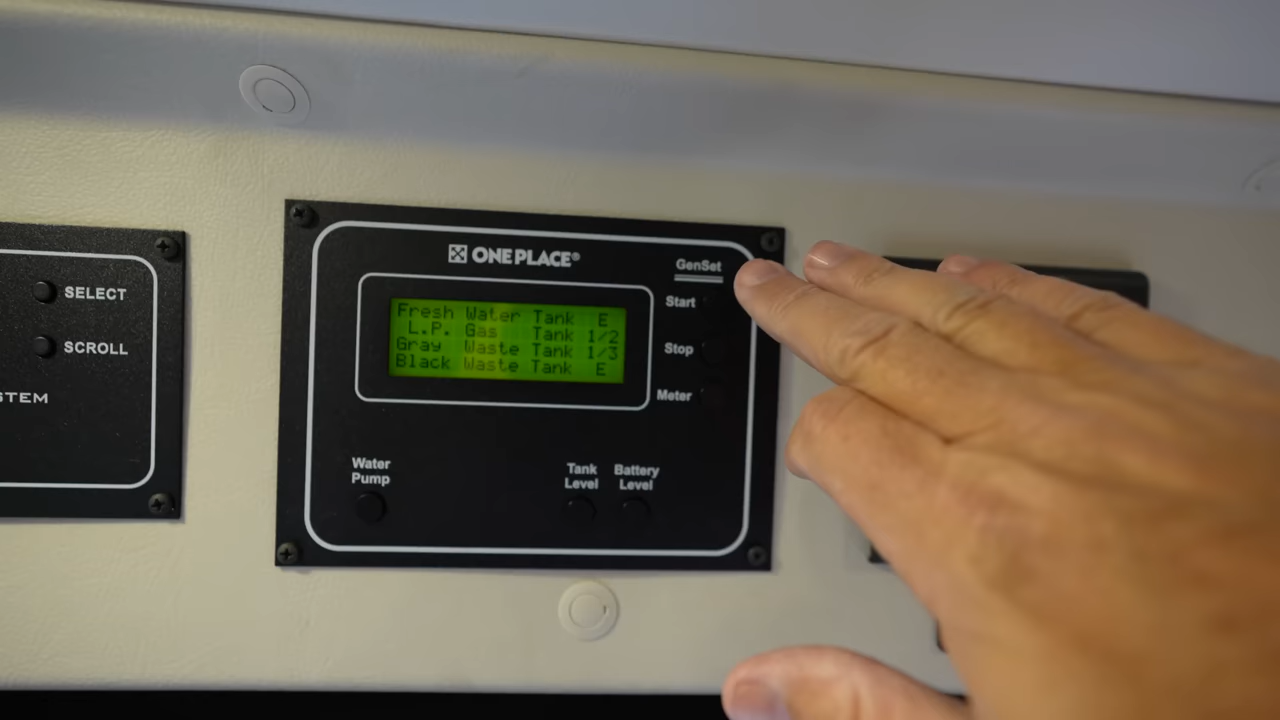 SELECT
SCROLL
STEM
ONE PLACE®
GenSet
Start
Stop
Meter
Fresh Water Tank E
L.P. Gas Tank 1/2
Gray Waste Tank 1/3
Black Waste Tank E
Water
Pump
Tank
Level
Battery
Level